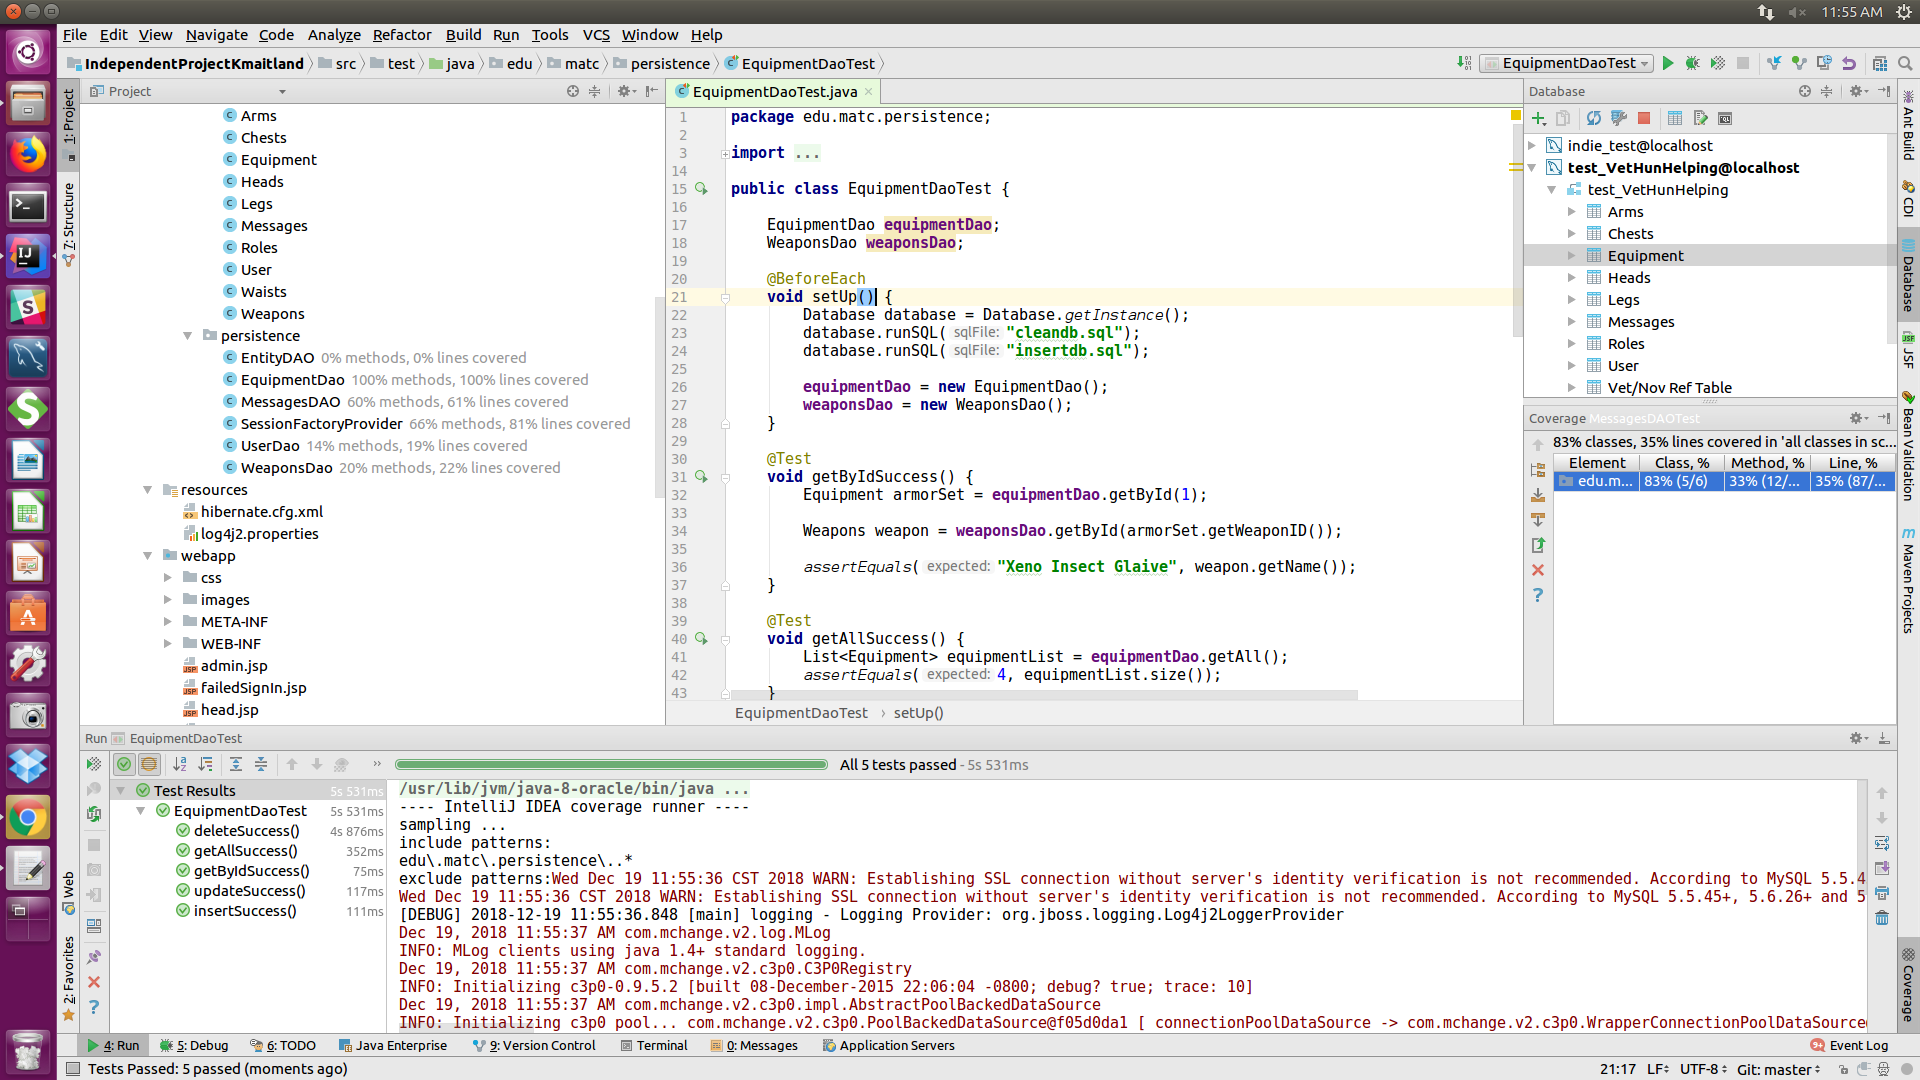 11:55 AM
File Edit View Navigate Code Analyze Refactor Build Run Tools VCS Window Help
IndependentProjectKmaitland src test java edu matc persistence EquipmentDaoTest
EquipmentDaoTest
1: Project
7: Structure
Web
2: Favorites
Project
Arms
Chests
Equipment
Heads
Legs
Messages
Roles
User
Waists
Weapons
persistence
EntityDAO 0% methods, 0% lines covered
EquipmentDao 100% methods, 100% lines covered
MessagesDAO 60% methods, 61% lines covered
SessionFactoryProvider 66% methods, 81% lines covered
UserDao 14% methods, 19% lines covered
WeaponsDao 20% methods, 22% lines covered
resources
hibernate.cfg.xml
log4j2.properties
webapp
css
images
META-INF
WEB-INF
admin.jsp
failedSignIn.jsp
head.jsp
EquipmentDaoTest.java
1 package edu.matc.persistence;
2
3 import ...
14
15 public class EquipmentDaoTest {
16
17 EquipmentDao equipmentDao;
18 WeaponsDao weaponsDao;
19
20 @BeforeEach
21 void setUp() {
22 Database database = Database.getInstance();
23 database.runSQL( sqlFile: "cleandb.sql");
24 database.runSQL( sqlFile: "insertdb.sql");
25
26 equipmentDao = new EquipmentDao();
27 weaponsDao = new WeaponsDao();
28 }
29
30 @Test
31 void getByIdSuccess() {
32 Equipment armorSet = equipmentDao.getById(1);
33
34 Weapons weapon = weaponsDao.getById(armorSet.getWeaponID());
35
36 assertEquals( expected: "Xeno Insect Glaive", weapon.getName());
37 }
38
39 @Test
40 void getAllSuccess() {
41 List<Equipment> equipmentList = equipmentDao.getAll();
42 assertEquals( expected: 4, equipmentList.size());
43 }
EquipmentDaoTest › setUp()
Database
indie_test@localhost
test_VetHunHelping@localhost
test_VetHunHelping
Arms
Chests
Equipment
Heads
Legs
Messages
Roles
User
Vet/Nov Ref Table
Coverage MessagesDAOTest
83% classes, 35% lines covered in 'all classes in sc...
Element Class, % Method, % Line, %
edu.m... 83% (5/6) 33% (12/... 35% (87/...
Ant Build
CDI
Database
JSF
Bean Validation
Maven Projects
Coverage
Run EquipmentDaoTest
All 5 tests passed - 5s 531ms
Test Results 5s 531ms
EquipmentDaoTest 5s 531ms
deleteSuccess() 4s 876ms
getAllSuccess() 352ms
getByIdSuccess() 75ms
updateSuccess() 117ms
insertSuccess() 111ms
/usr/lib/jvm/java-8-oracle/bin/java ...
---- IntelliJ IDEA coverage runner ----
sampling ...
include patterns:
edu\.matc\.persistence\..*
exclude patterns:Wed Dec 19 11:55:36 CST 2018 WARN: Establishing SSL connection without server's identity verification is not recommended. According to MySQL 5.5.4
Wed Dec 19 11:55:36 CST 2018 WARN: Establishing SSL connection without server's identity verification is not recommended. According to MySQL 5.5.45+, 5.6.26+ and 5
[DEBUG] 2018-12-19 11:55:36.848 [main] logging - Logging Provider: org.jboss.logging.Log4j2LoggerProvider
Dec 19, 2018 11:55:37 AM com.mchange.v2.log.MLog
INFO: MLog clients using java 1.4+ standard logging.
Dec 19, 2018 11:55:37 AM com.mchange.v2.c3p0.C3P0Registry
INFO: Initializing c3p0-0.9.5.2 [built 08-December-2015 22:06:04 -0800; debug? true; trace: 10]
Dec 19, 2018 11:55:37 AM com.mchange.v2.c3p0.impl.AbstractPoolBackedDataSource
INFO: Initializing c3p0 pool... com.mchange.v2.c3p0.PoolBackedDataSource@f05d0da1 [ connectionPoolDataSource -> com.mchange.v2.c3p0.WrapperConnectionPoolDataSource
4: Run 5: Debug 6: TODO Java Enterprise 9: Version Control Terminal 0: Messages Application Servers Event Log
Tests Passed: 5 passed (moments ago) 21:17 LF UTF-8 Git: master